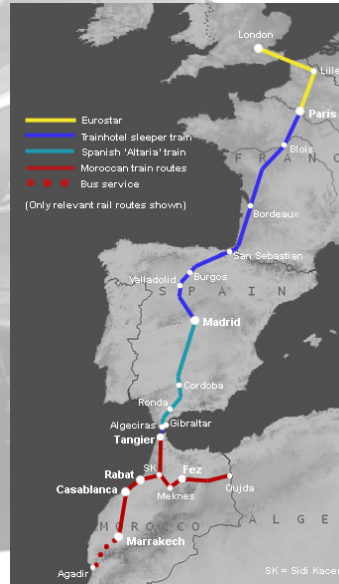 London
Lille
Eurostar
Paris
Trainhotel sleeper train
Spanish 'Altaria' train
Blois
F R A N C
Moroccan train routes
Bus service
(Only relevant rail routes shown)
Bordeaux
San Sebastian
Burgos
Valladolid
S P A I N
Madrid
Cordoba
Ronda
Algeciras
Gibraltar
Tangier
SK
Rabat
Fez
Casablanca
Meknes
Oujda
M O R O C C O
A L G E
Marrakech
Agadir
SK = Sidi Kacem